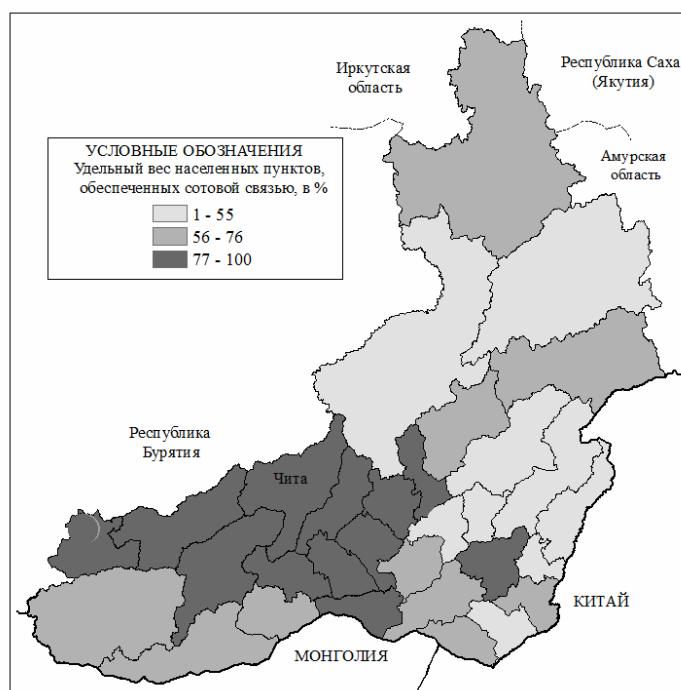 Иркутская
область
Республика Саха
(Якутия)
Амурская
область
УСЛОВНЫЕ ОБОЗНАЧЕНИЯ
Удельный вес населенных пунктов,
обеспеченных сотовой связью, в %
1 - 55
56 - 76
77 - 100
Республика
Бурятия
Чита
КИТАЙ
МОНГОЛИЯ